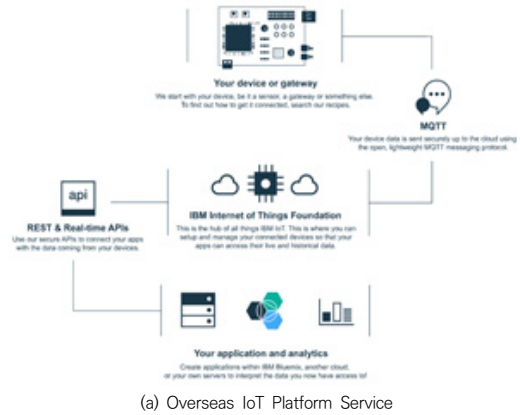 Your device or gateway
We start with your device, be it a sensor, a gateway or something else.
To find out how to get it connected, search our recipes.
MQTT
Your device data is sent securely up to the cloud using
the open, lightweight MQTT messaging protocol.
api
REST & Real-time APIs
Use our secure APIs to connect your apps
with the data coming from your devices.
IBM Internet of Things Foundation
This is the hub of all things IBM IoT. This is where you can
setup and manage your connected devices so that your
apps can access their live and historical data.
Your application and analytics
Create applications within IBM Bluemix, another cloud,
or your own servers to interpret the data you now have access to!
(a) Overseas IoT Platform Service